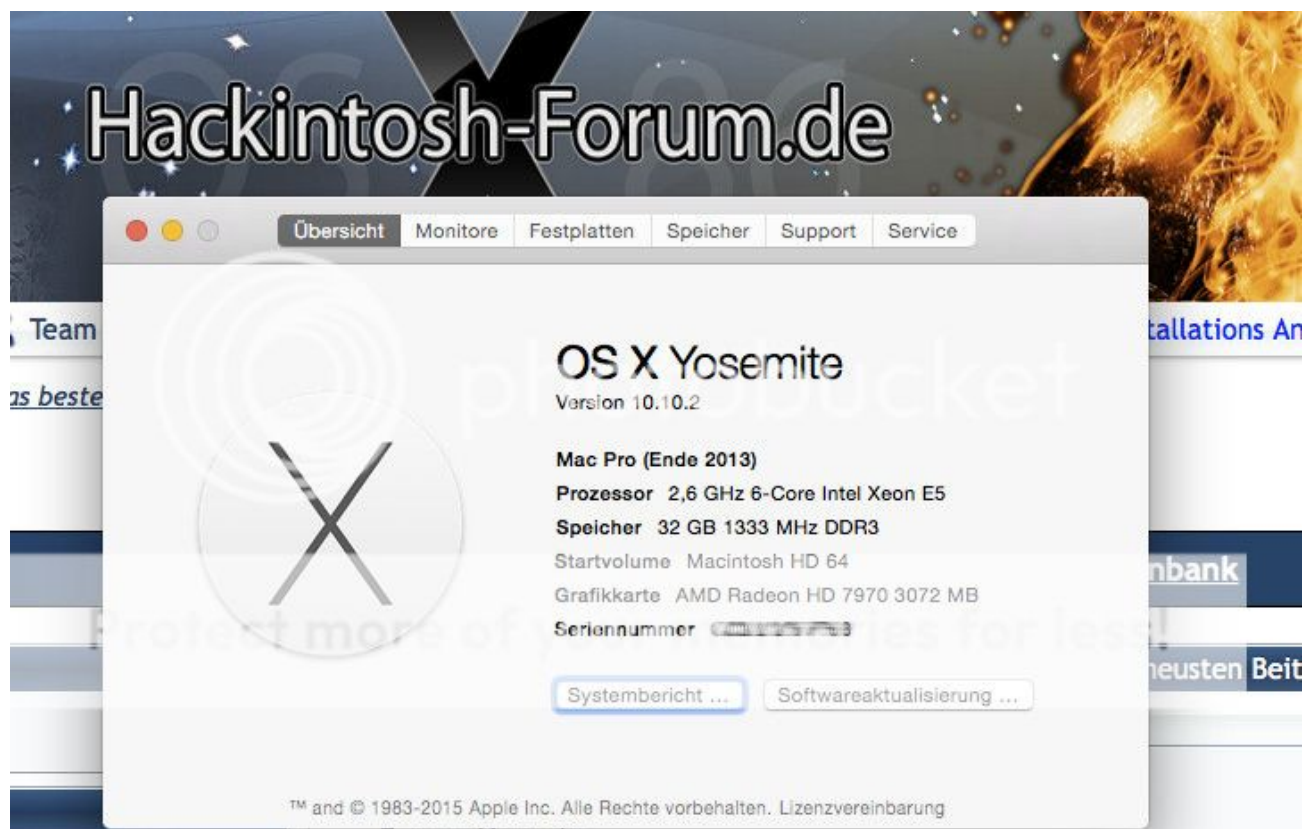 OS X 86
Hackintosh-Forum.de
Übersicht Monitore Festplatten Speicher Support Service
Team
tallations An
as beste
photobucket
OS X Yosemite
Version 10.10.2
Mac Pro (Ende 2013)
Prozessor 2,6 GHz 6-Core Intel Xeon E5
Speicher 32 GB 1333 MHz DDR3
Startvolume Macintosh HD 64
nbank
Grafikkarte AMD Radeon HD 7970 3072 MB
Seriennummer
Protect more of your memories for less!
neusten Beit
Systembericht ... Softwareaktualisierung ...
™ and © 1983-2015 Apple Inc. Alle Rechte vorbehalten. Lizenzvereinbarung